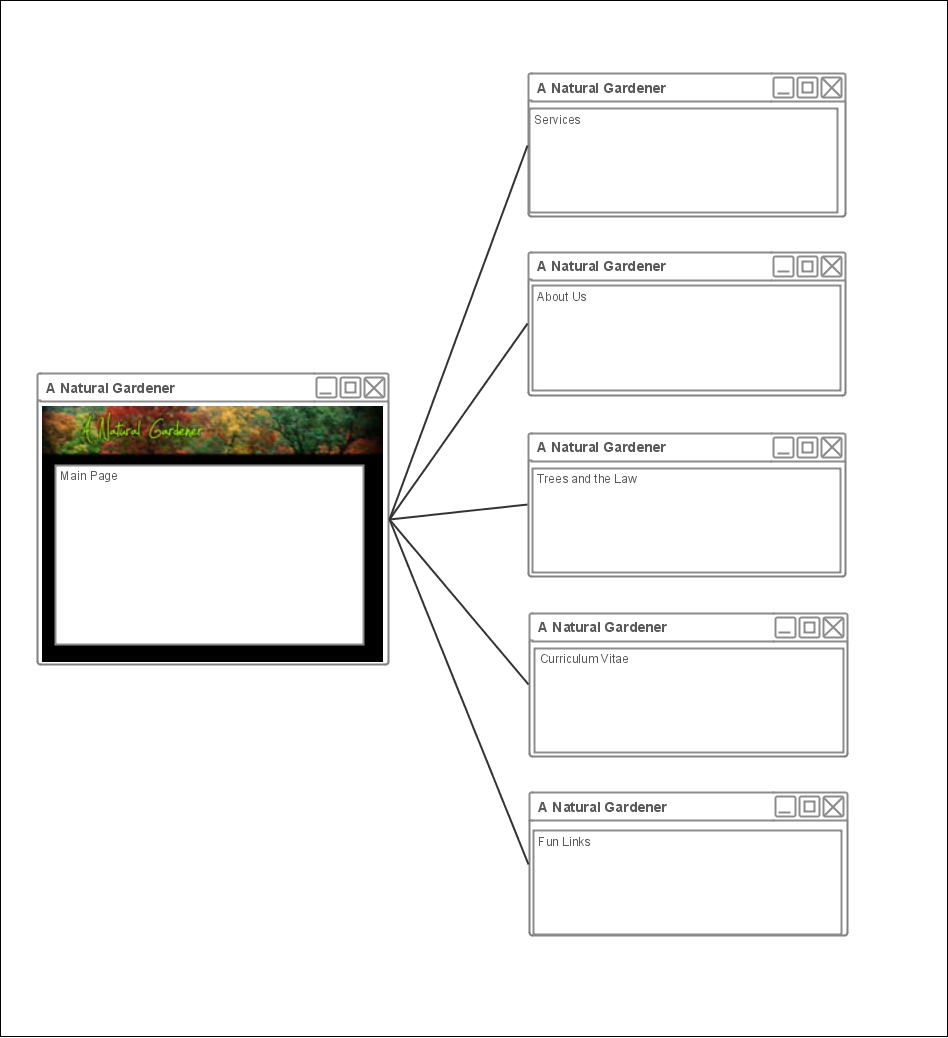 A Natural Gardener
Services
A Natural Gardener
About Us
A Natural Gardener
A Natural Gardener
Main Page
A Natural Gardener
Trees and the Law
A Natural Gardener
Curriculum Vitae
A Natural Gardener
Fun Links